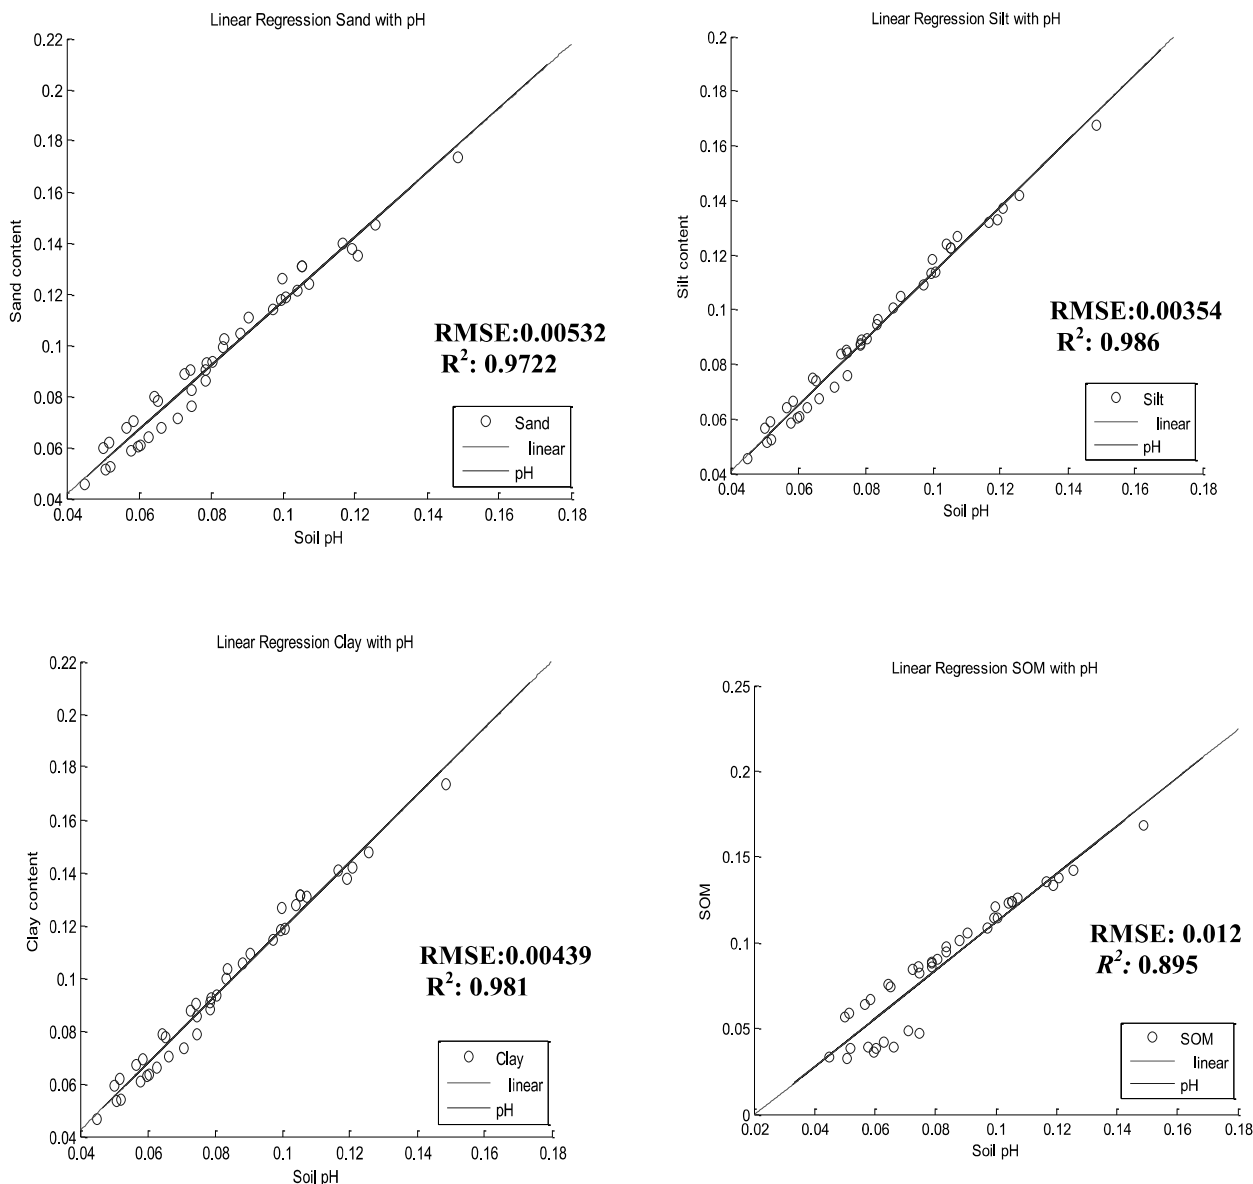 Linear Regression Sand with pH
0.22
0.2
0.18
0.16
0.14
0.12
0.1
0.08
0.06
0.04
Sand content
RMSE:0.00532
R²: 0.9722
Sand
linear
pH
0.04 0.06 0.08 0.1 0.12 0.14 0.16 0.18
Soil pH
Linear Regression Silt with pH
0.2
0.18
0.16
0.14
0.12
0.1
0.08
0.06
0.04
Silt content
RMSE:0.00354
R²: 0.986
Silt
linear
pH
0.04 0.06 0.08 0.1 0.12 0.14 0.16 0.18
Soil pH
Linear Regression Clay with pH
0.22
0.2
0.18
0.16
0.14
0.12
0.1
0.08
0.06
0.04
Clay content
RMSE:0.00439
R²: 0.981
Clay
linear
pH
0.04 0.06 0.08 0.1 0.12 0.14 0.16 0.18
Soil pH
Linear Regression SOM with pH
0.25
0.2
0.15
0.1
0.05
0
SOM
RMSE: 0.012
R²: 0.895
SOM
linear
pH
0.02 0.04 0.06 0.08 0.1 0.12 0.14 0.16 0.18
Soil pH